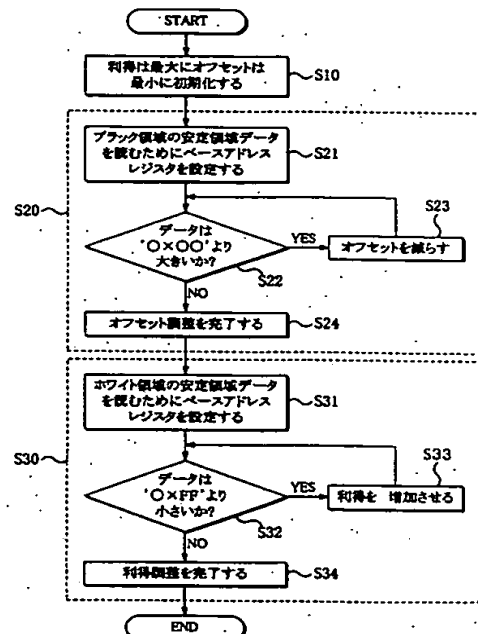 START
利得は最大にオフセットは
最小に初期化する
S10
ブラック領域の安定領域データ
を読むためにベースアドレス
レジスタを設定する
S21
S20
データは
'○×○○'より
大きいか?
S22
YES
S23
オフセットを減らす
NO
オフセット調整を完了する
S24
ホワイト領域の安定領域データ
を読むためにベースアドレス
レジスタを設定する
S31
S30
データは
'○×FF'より
小さいか?
S32
YES
S33
利得を 増加させる
NO
利得調整を完了する
S34
END